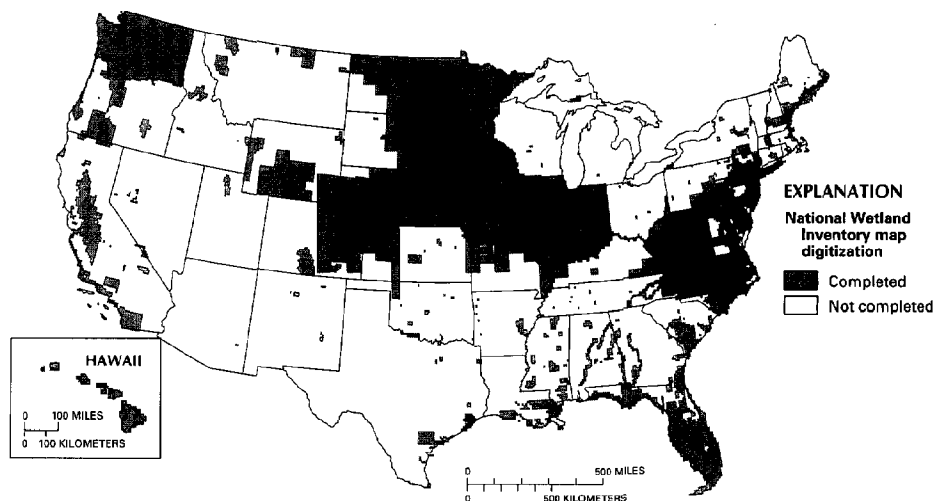 EXPLANATION
National Wetland
Inventory map
digitization
Completed
Not completed
HAWAII
0 100 MILES
0 100 KILOMETERS
0 500 MILES
0 500 KILOMETERS